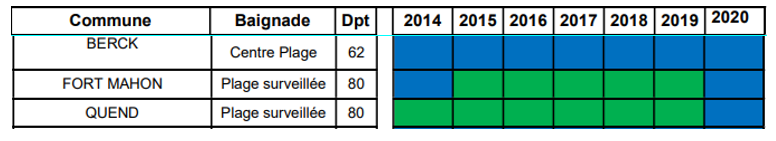 Commune Baignade Dpt 2014 2015 2016 2017 2018 2019 2020
BERCK Centre Plage 62
FORT MAHON Plage surveillée 80
QUEND Plage surveillée 80